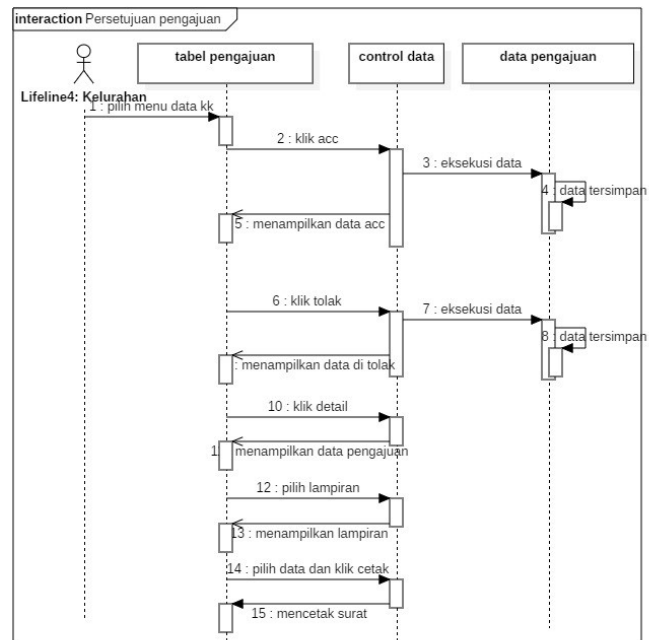 interaction Persetujuan pengajuan
tabel pengajuan
control data
data pengajuan
Lifeline4: Kelurahan
1 : pilih menu data kk
2 : klik acc
3 : eksekusi data
4 : data tersimpan
5 : menampilkan data acc
6 : klik tolak
7 : eksekusi data
8 : data tersimpan
: menampilkan data di tolak
10 : klik detail
1 menampilkan data pengajuan
12 : pilih lampiran
13 : menampilkan lampiran
14 : pilih data dan klik cetak
15 : mencetak surat